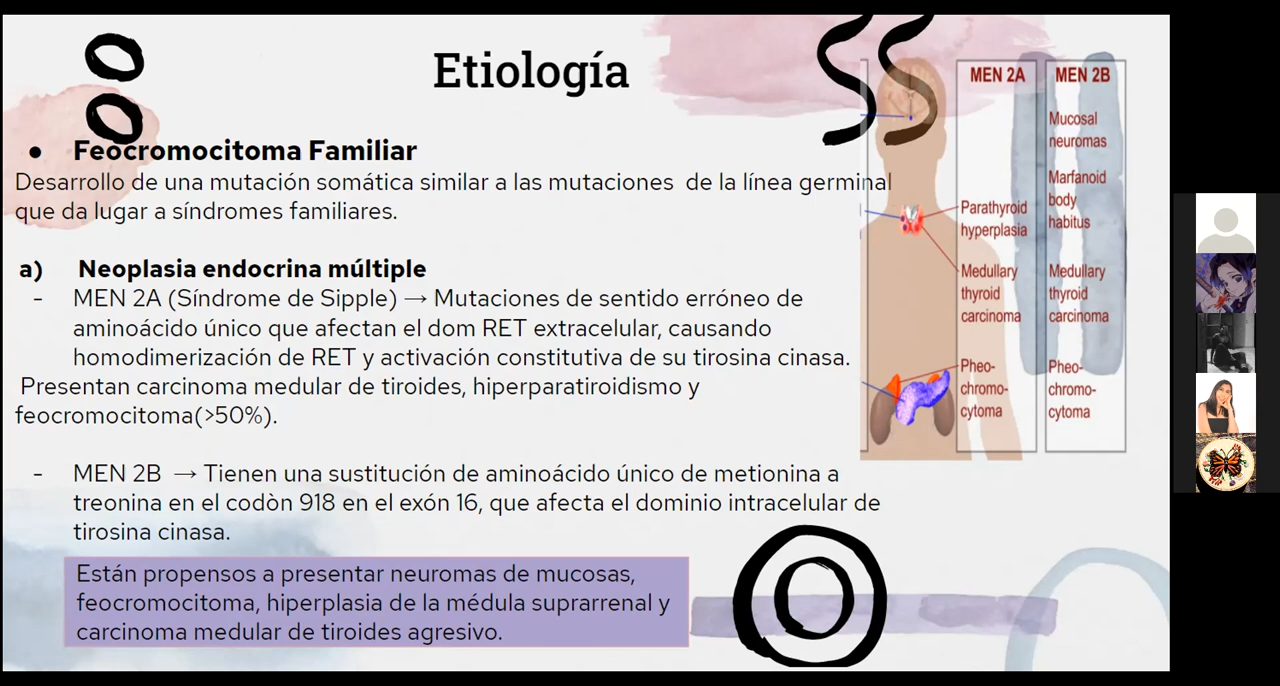 Etiología
● Feocromocitoma Familiar
Desarrollo de una mutación somática similar a las mutaciones de la línea germinal
que da lugar a síndromes familiares.
a) Neoplasia endocrina múltiple
- MEN 2A (Síndrome de Sipple) → Mutaciones de sentido erróneo de
aminoácido único que afectan el dom RET extracelular, causando
homodimerización de RET y activación constitutiva de su tirosina cinasa.
Presentan carcinoma medular de tiroides, hiperparatiroidismo y
feocromocitoma(>50%).
- MEN 2B → Tienen una sustitución de aminoácido único de metionina a
treonina en el codòn 918 en el exón 16, que afecta el dominio intracelular de
tirosina cinasa.
Están propensos a presentar neuromas de mucosas,
feocromocitoma, hiperplasia de la médula suprarrenal y
carcinoma medular de tiroides agresivo.
MEN 2A
Parathyroid
hyperplasia
Medullary
thyroid
carcinoma
Pheo-
chromo-
cytoma
MEN 2B
Mucosal
neuromas
Marfanoid
body
habitus
Medullary
thyroid
carcinoma
Pheo-
chromo-
cytoma